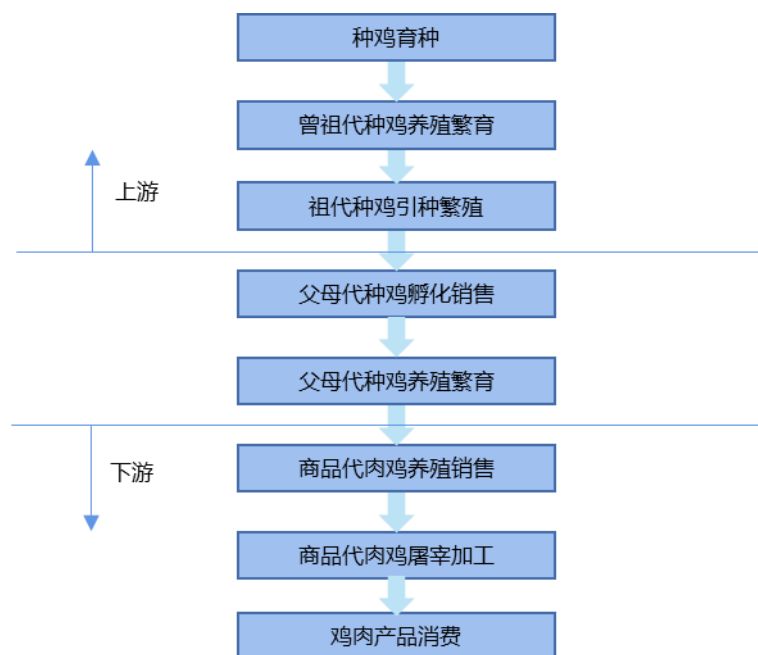 种鸡育种
曾祖代种鸡养殖繁育
上游
祖代种鸡引种繁殖
父母代种鸡孵化销售
父母代种鸡养殖繁育
商品代肉鸡养殖销售
下游
商品代肉鸡屠宰加工
鸡肉产品消费